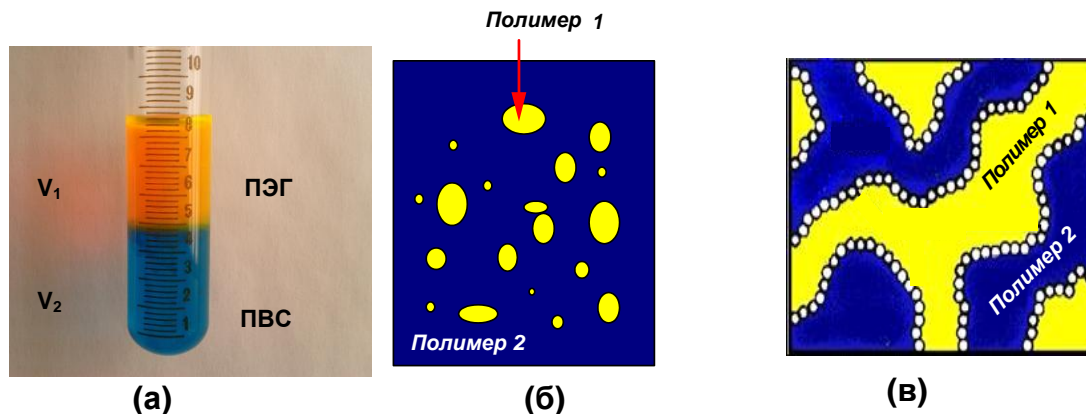 Полимер 1
10
9
8
7
6
5
4
3
2
1
V₁
ПЭГ
V₂
ПВС
Полимер 2
Полимер 1
Полимер 2
(а)
(б)
(в)